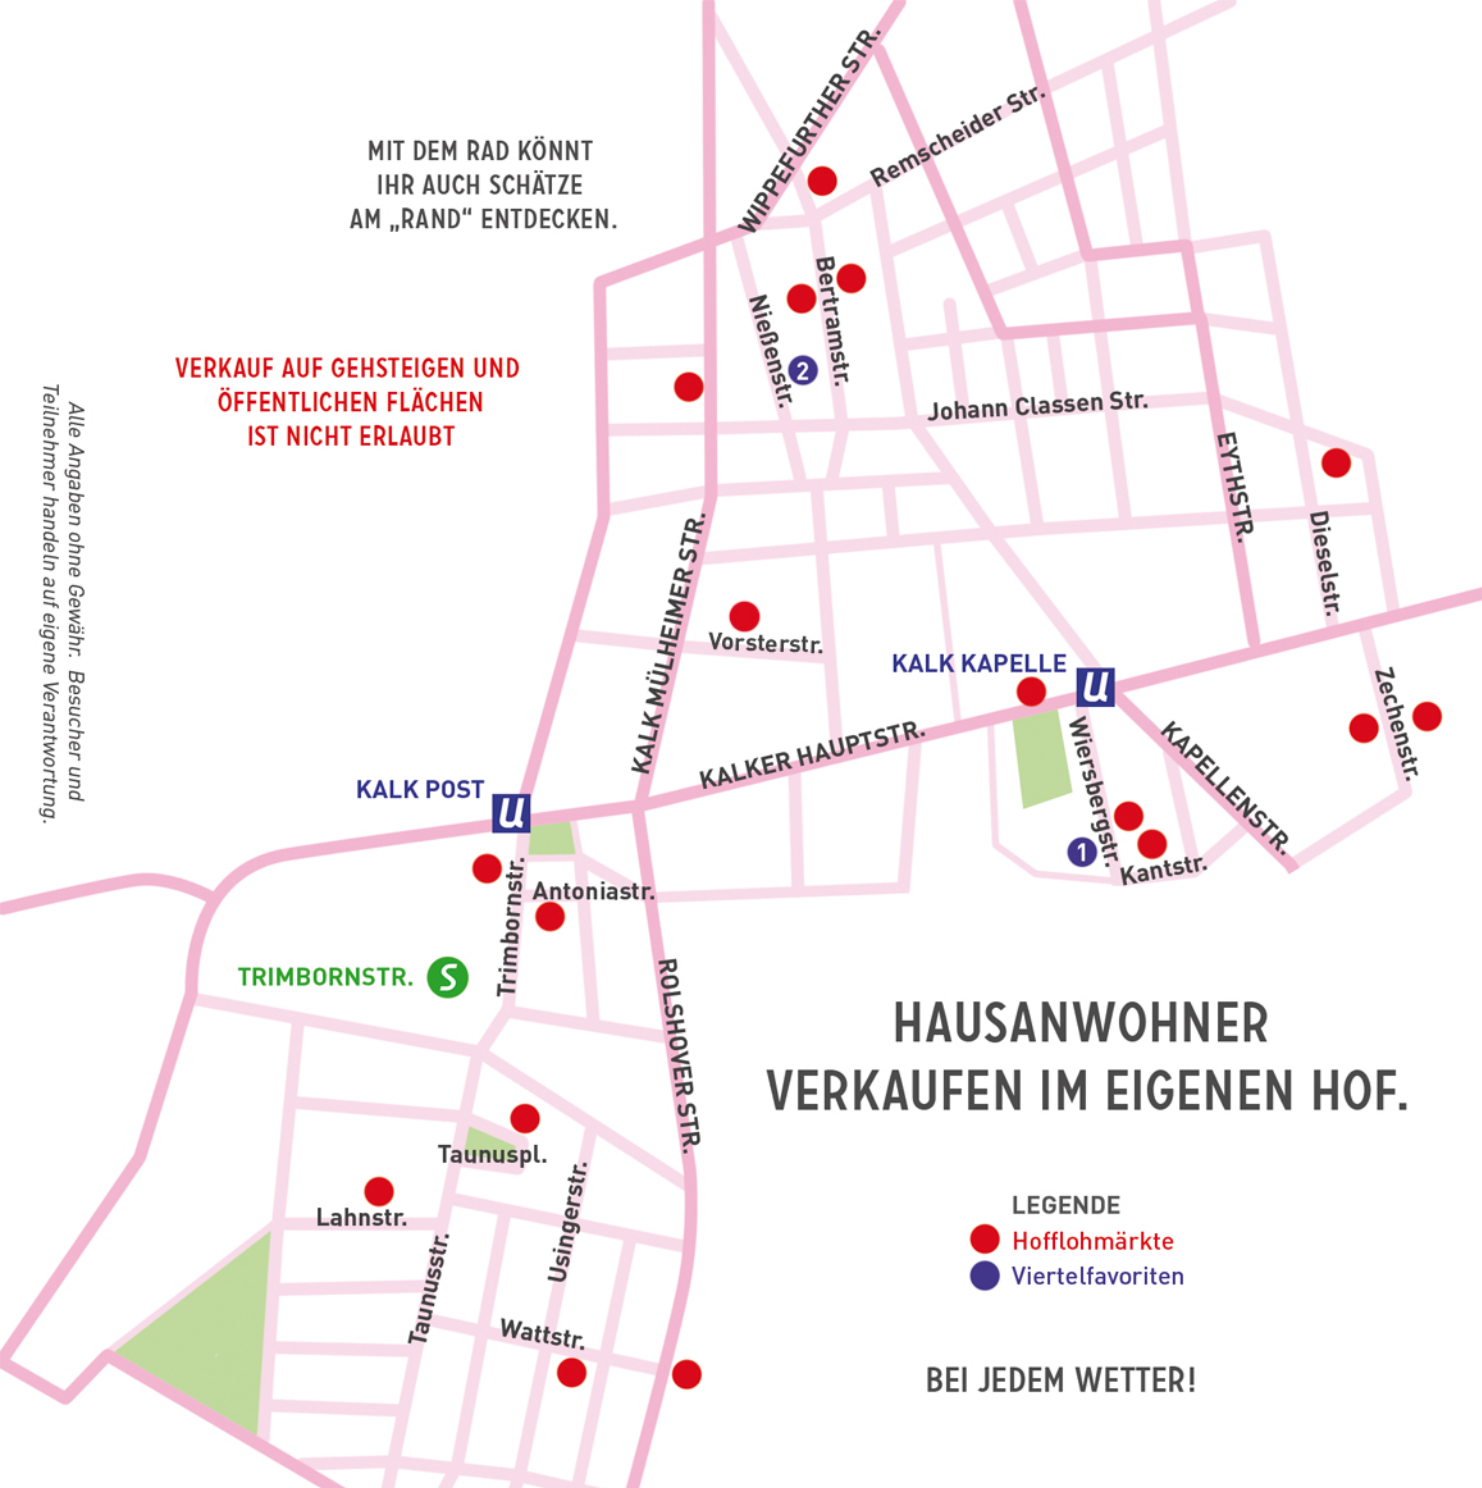 MIT DEM RAD KÖNNT
IHR AUCH SCHÄTZE
AM „RAND“ ENTDECKEN.
VERKAUF AUF GEHSTEIGEN UND
ÖFFENTLICHEN FLÄCHEN
IST NICHT ERLAUBT
Alle Angaben ohne Gewähr. Besucher und
Teilnehmer handeln auf eigene Verantwortung.
WIPPEFURTHER STR.
Remscheider Str.
Bertramstr.
Nießenstr.
2
Johann Classen Str.
EYTHSTR.
Dieselstr.
KALK MÜLHEIMER STR.
Vorsterstr.
KALK KAPELLE
U
Zechenstr.
KALKER HAUPTSTR.
Wiersbergstr.
KAPELLENSTR.
KALK POST
U
1
Kantstr.
Trimbornstr.
Antoniastr.
TRIMBORNSTR.
S
ROLSHOVER STR.
HAUSANWOHNER
VERKAUFEN IM EIGENEN HOF.
Taunuspl.
Lahnstr.
Usingerstr.
Taunusstr.
Wattstr.
LEGENDE
Hofflohmärkte
Viertelfavoriten
BEI JEDEM WETTER!